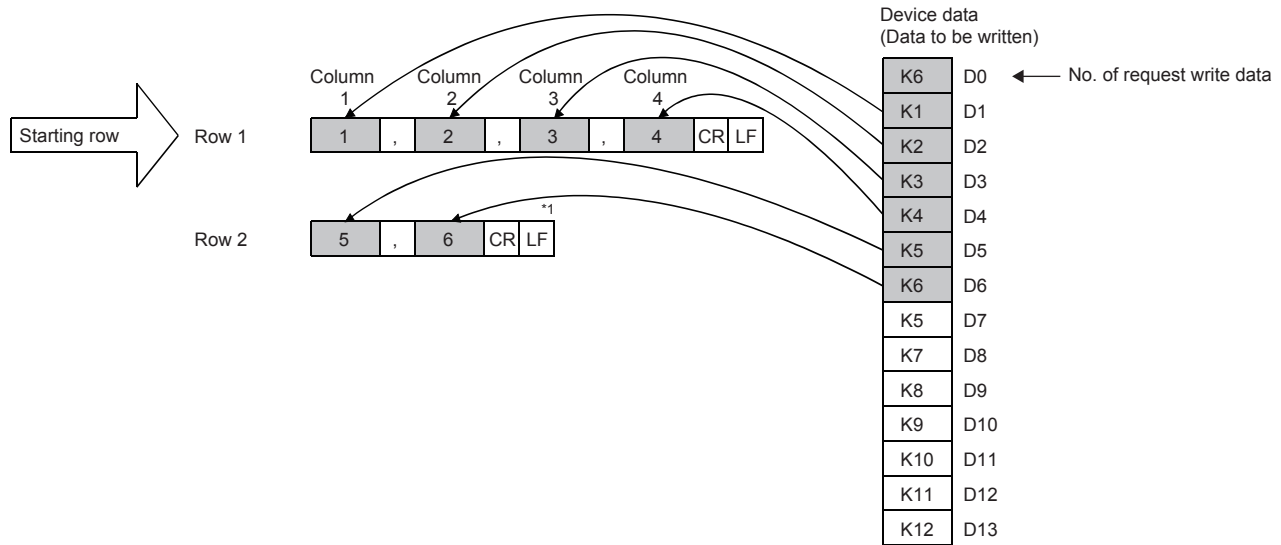 Device data
(Data to be written)
K6 D0 No. of request write data
Column 1 Column 2 Column 3 Column 4
K1 D1
Starting row Row 1 1 , 2 , 3 , 4 CR LF
K2 D2
K3 D3
K4 D4
*1
Row 2 5 , 6 CR LF
K5 D5
K6 D6
K5 D7
K7 D8
K8 D9
K9 D10
K10 D11
K11 D12
K12 D13